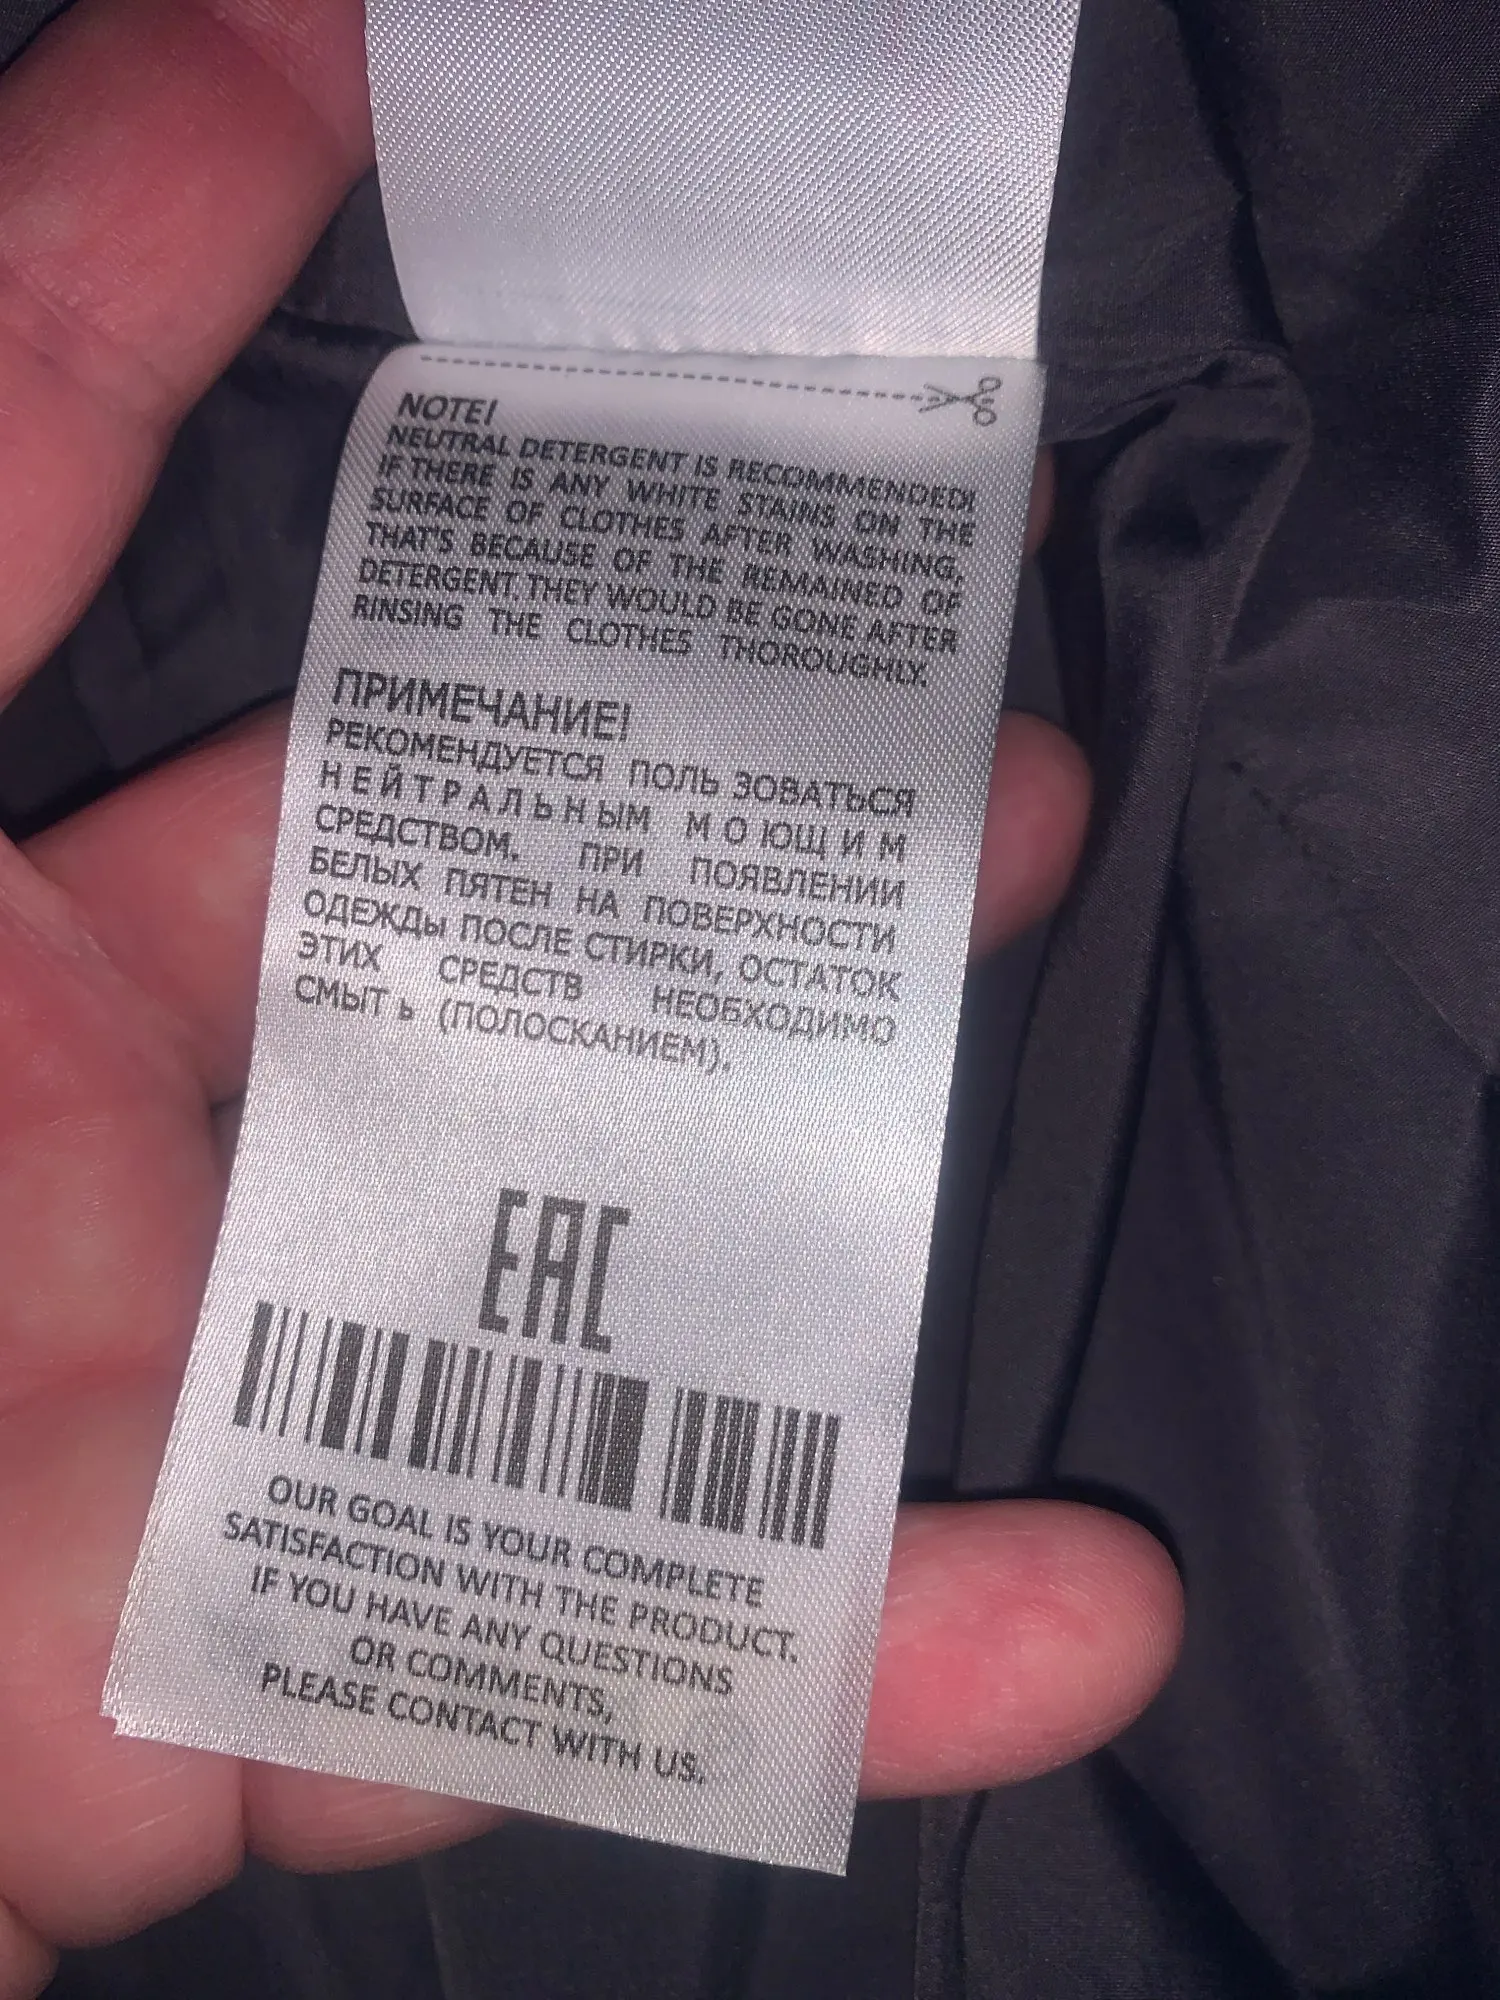 NOTE!
NEUTRAL DETERGENT IS RECOMMENDED!
IF THERE IS ANY WHITE STAINS ON THE
SURFACE OF CLOTHES AFTER WASHING,
THAT'S BECAUSE OF THE REMAINED OF
DETERGENT. THEY WOULD BE GONE AFTER
RINSING THE CLOTHES THOROUGHLY.
ПРИМЕЧАНИЕ!
РЕКОМЕНДУЕТСЯ ПОЛЬ ЗОВАТЬСЯ
НЕЙТРАЛЬНЫМ МОЮЩИМ
СРЕДСТВОМ. ПРИ ПОЯВЛЕНИИ
БЕЛЫХ ПЯТЕН НА ПОВЕРХНОСТИ
ОДЕЖДЫ ПОСЛЕ СТИРКИ, ОСТАТОК
ЭТИХ СРЕДСТВ НЕОБХОДИМО
СМЫТЬ (ПОЛОСКАНИЕМ).
EAC
OUR GOAL IS YOUR COMPLETE
SATISFACTION WITH THE PRODUCT.
IF YOU HAVE ANY QUESTIONS
OR COMMENTS,
PLEASE CONTACT WITH US.